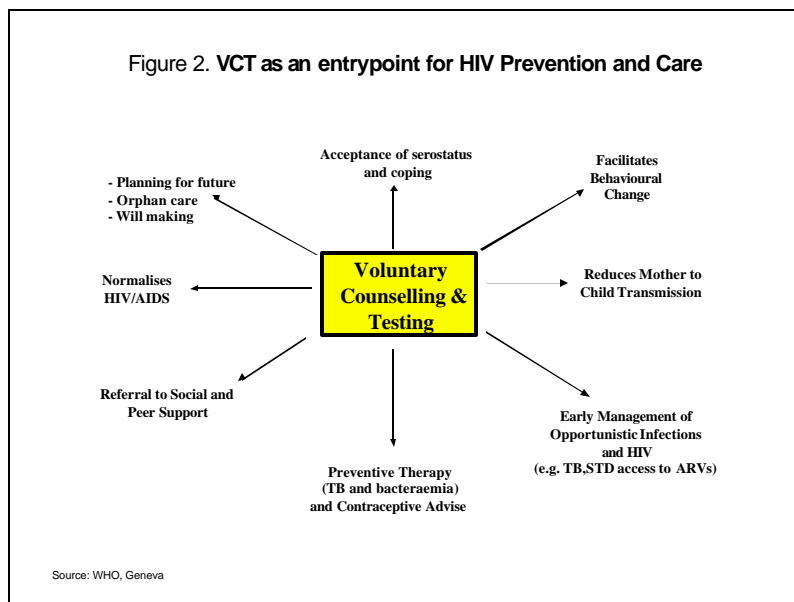 Figure 2. VCT as an entrypoint for HIV Prevention and Care
Acceptance of serostatus
and coping
Facilitates
Behavioural
Change
- Planning for future
- Orphan care
- Will making
Voluntary
Counselling &
Testing
Normalises
HIV/AIDS
Reduces Mother to
Child Transmission
Referral to Social and
Peer Support
Early Management of
Opportunistic Infections
and HIV
(e.g. TB,STD access to ARVs)
Preventive Therapy
(TB and bacteraemia)
and Contraceptive Advise
Source: WHO, Geneva